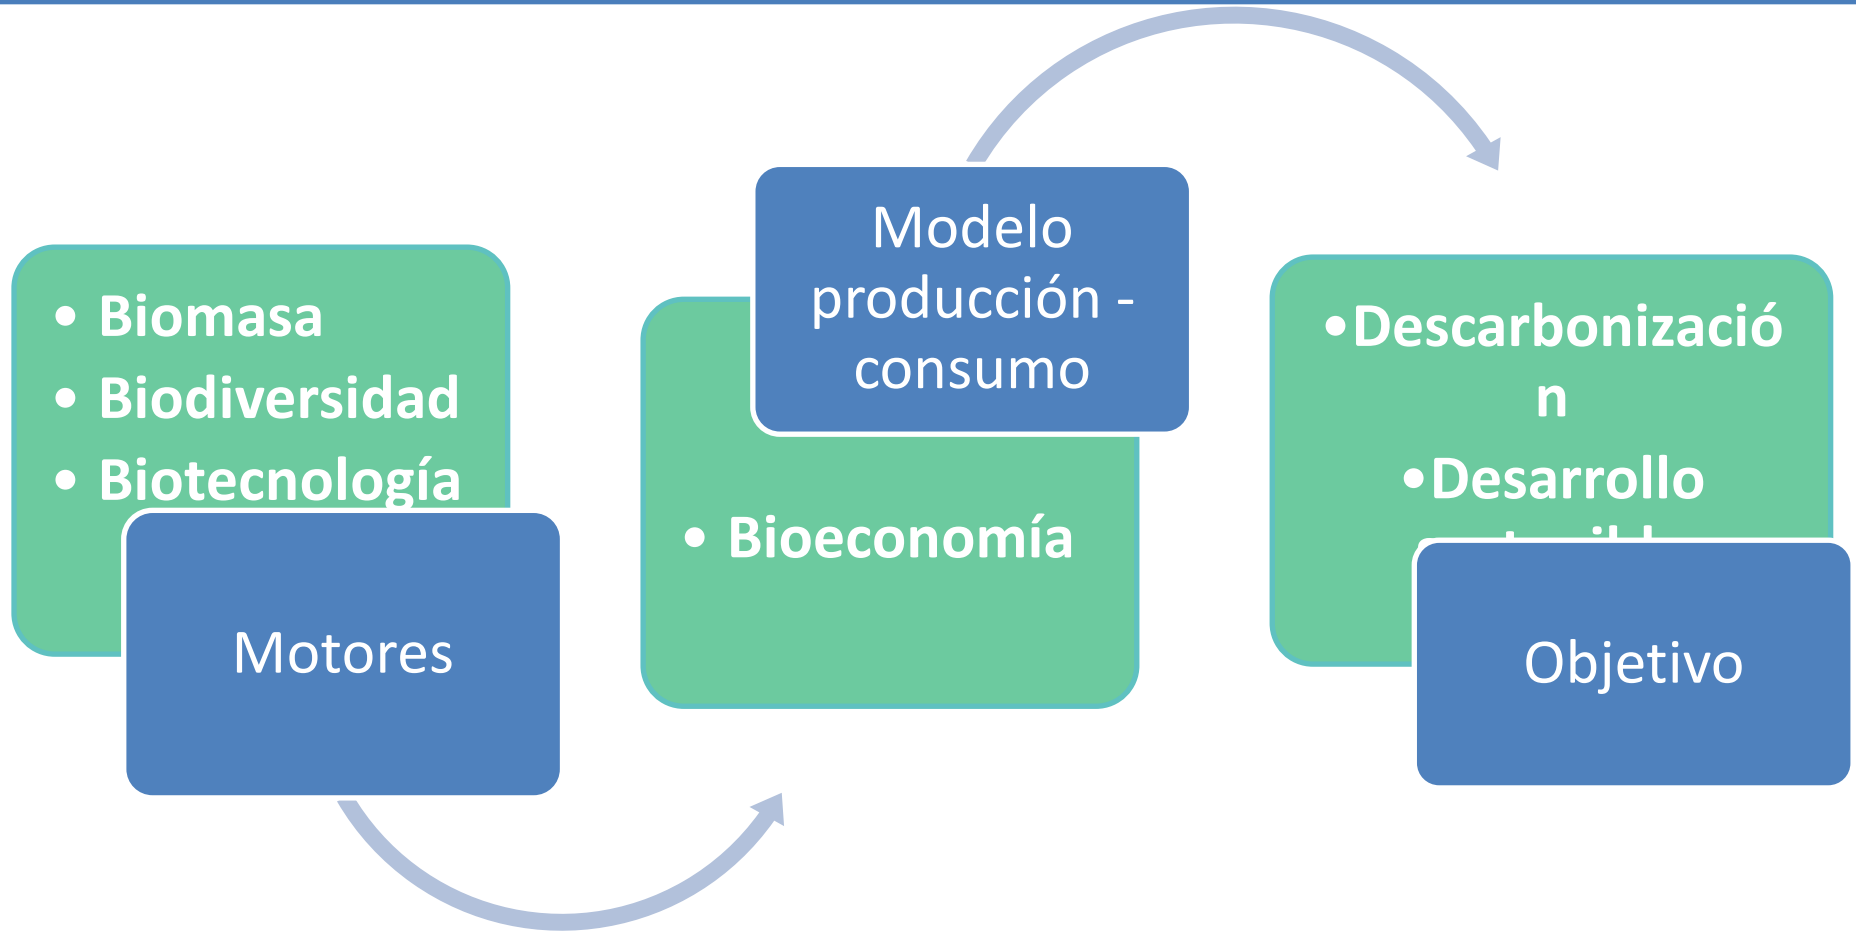 • Biomasa
• Biodiversidad
• Biotecnología
Motores
Modelo
producción -
consumo
• Bioeconomía
•Descarbonizació
n
•Desarrollo
Objetivo